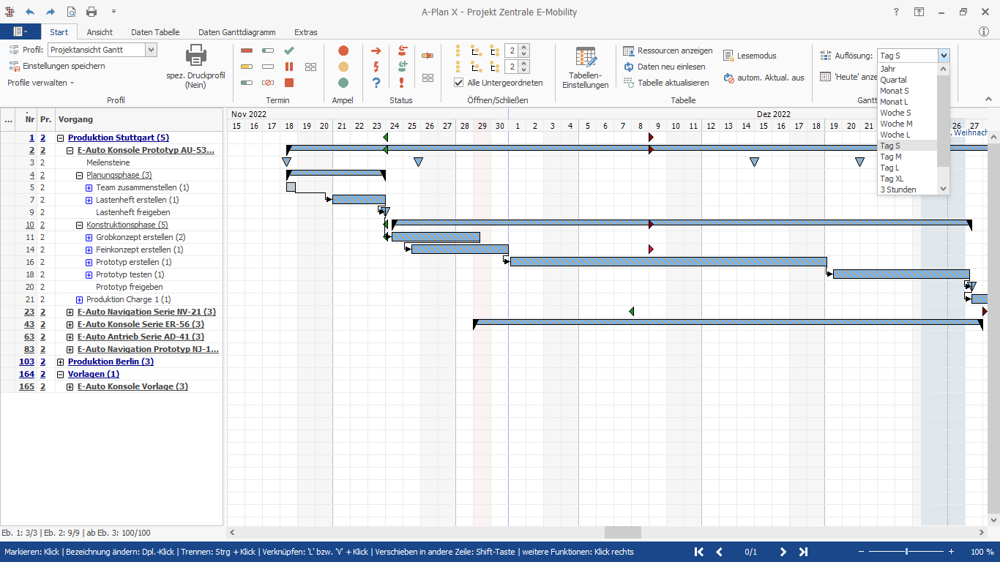 A-Plan X - Projekt Zentrale E-Mobility
Start Ansicht Daten Tabelle Daten Ganttdiagramm Extras
Profil: Projektansicht Gantt
Einstellungen speichern
Profile verwalten
spez. Druckprofil
(Nein)
Profil
Termin
Ampel
Status
2
2
Alle Untergeordneten
Öffnen/Schließen
Tabellen-
Einstellungen
Ressourcen anzeigen
Daten neu einlesen
Tabelle aktualisieren
Lesemodus
autom. Aktual. aus
Tabelle
Auflösung: Tag S
'Heute' anze
Gantt
Jahr
Quartal
Monat S
Monat L
Woche S
Woche M
Woche L
Tag S
Tag M
Tag L
Tag XL
3 Stunden
... Nr Pr. Vorgang
Nov 2022 Dez 2022
15 16 17 18 19 20 21 22 23 24 25 26 27 28 29 30 1 2 3 4 5 6 7 8 9 10 11 12 13 14 15 16 17 18 19 20 21 26 27
. Weihnach
1 2 Produktion Stuttgart (5)
2 2 E-Auto Konsole Prototyp AU-53...
3 2 Meilensteine
4 2 Planungsphase (3)
5 2 Team zusammenstellen (1)
7 2 Lastenheft erstellen (1)
9 2 Lastenheft freigeben
10 2 Konstruktionsphase (5)
11 2 Grobkonzept erstellen (2)
14 2 Feinkonzept erstellen (1)
16 2 Prototyp erstellen (1)
18 2 Prototyp testen (1)
20 2 Prototyp freigeben
21 2 Produktion Charge 1 (1)
23 2 E-Auto Navigation Serie NV-21 (3)
43 2 E-Auto Konsole Serie ER-56 (3)
63 2 E-Auto Antrieb Serie AD-41 (3)
83 2 E-Auto Navigation Prototyp NJ-1...
103 2 Produktion Berlin (3)
164 2 Vorlagen (1)
165 2 E-Auto Konsole Vorlage (3)
Eb. 1: 3/3 | Eb. 2: 9/9 | ab Eb. 3: 100/100
Markieren: Klick | Bezeichnung ändern: Dpl.-Klick | Trennen: Strg + Klick | Verknüpfen: 'L' bzw. 'V' + Klick | Verschieben in andere Zeile: Shift-Taste | weitere Funktionen: Klick rechts 0/1 100 %